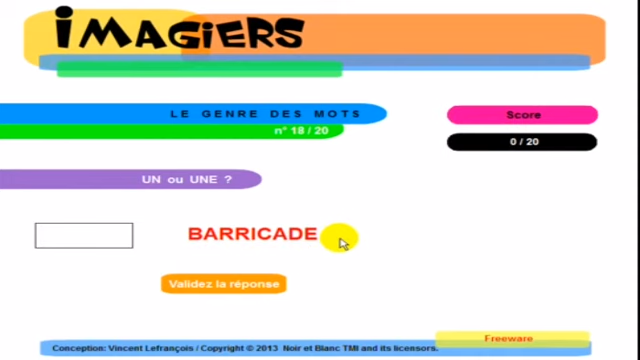 iMAGiERS
LE GENRE DES MOTS
n° 18 / 20
Score
0 / 20
UN ou UNE ?
BARRICADE
Validez la réponse
Freeware
Conception: Vincent Lefrançois / Copyright © 2013 Noir et Blanc TMI and its licensors.